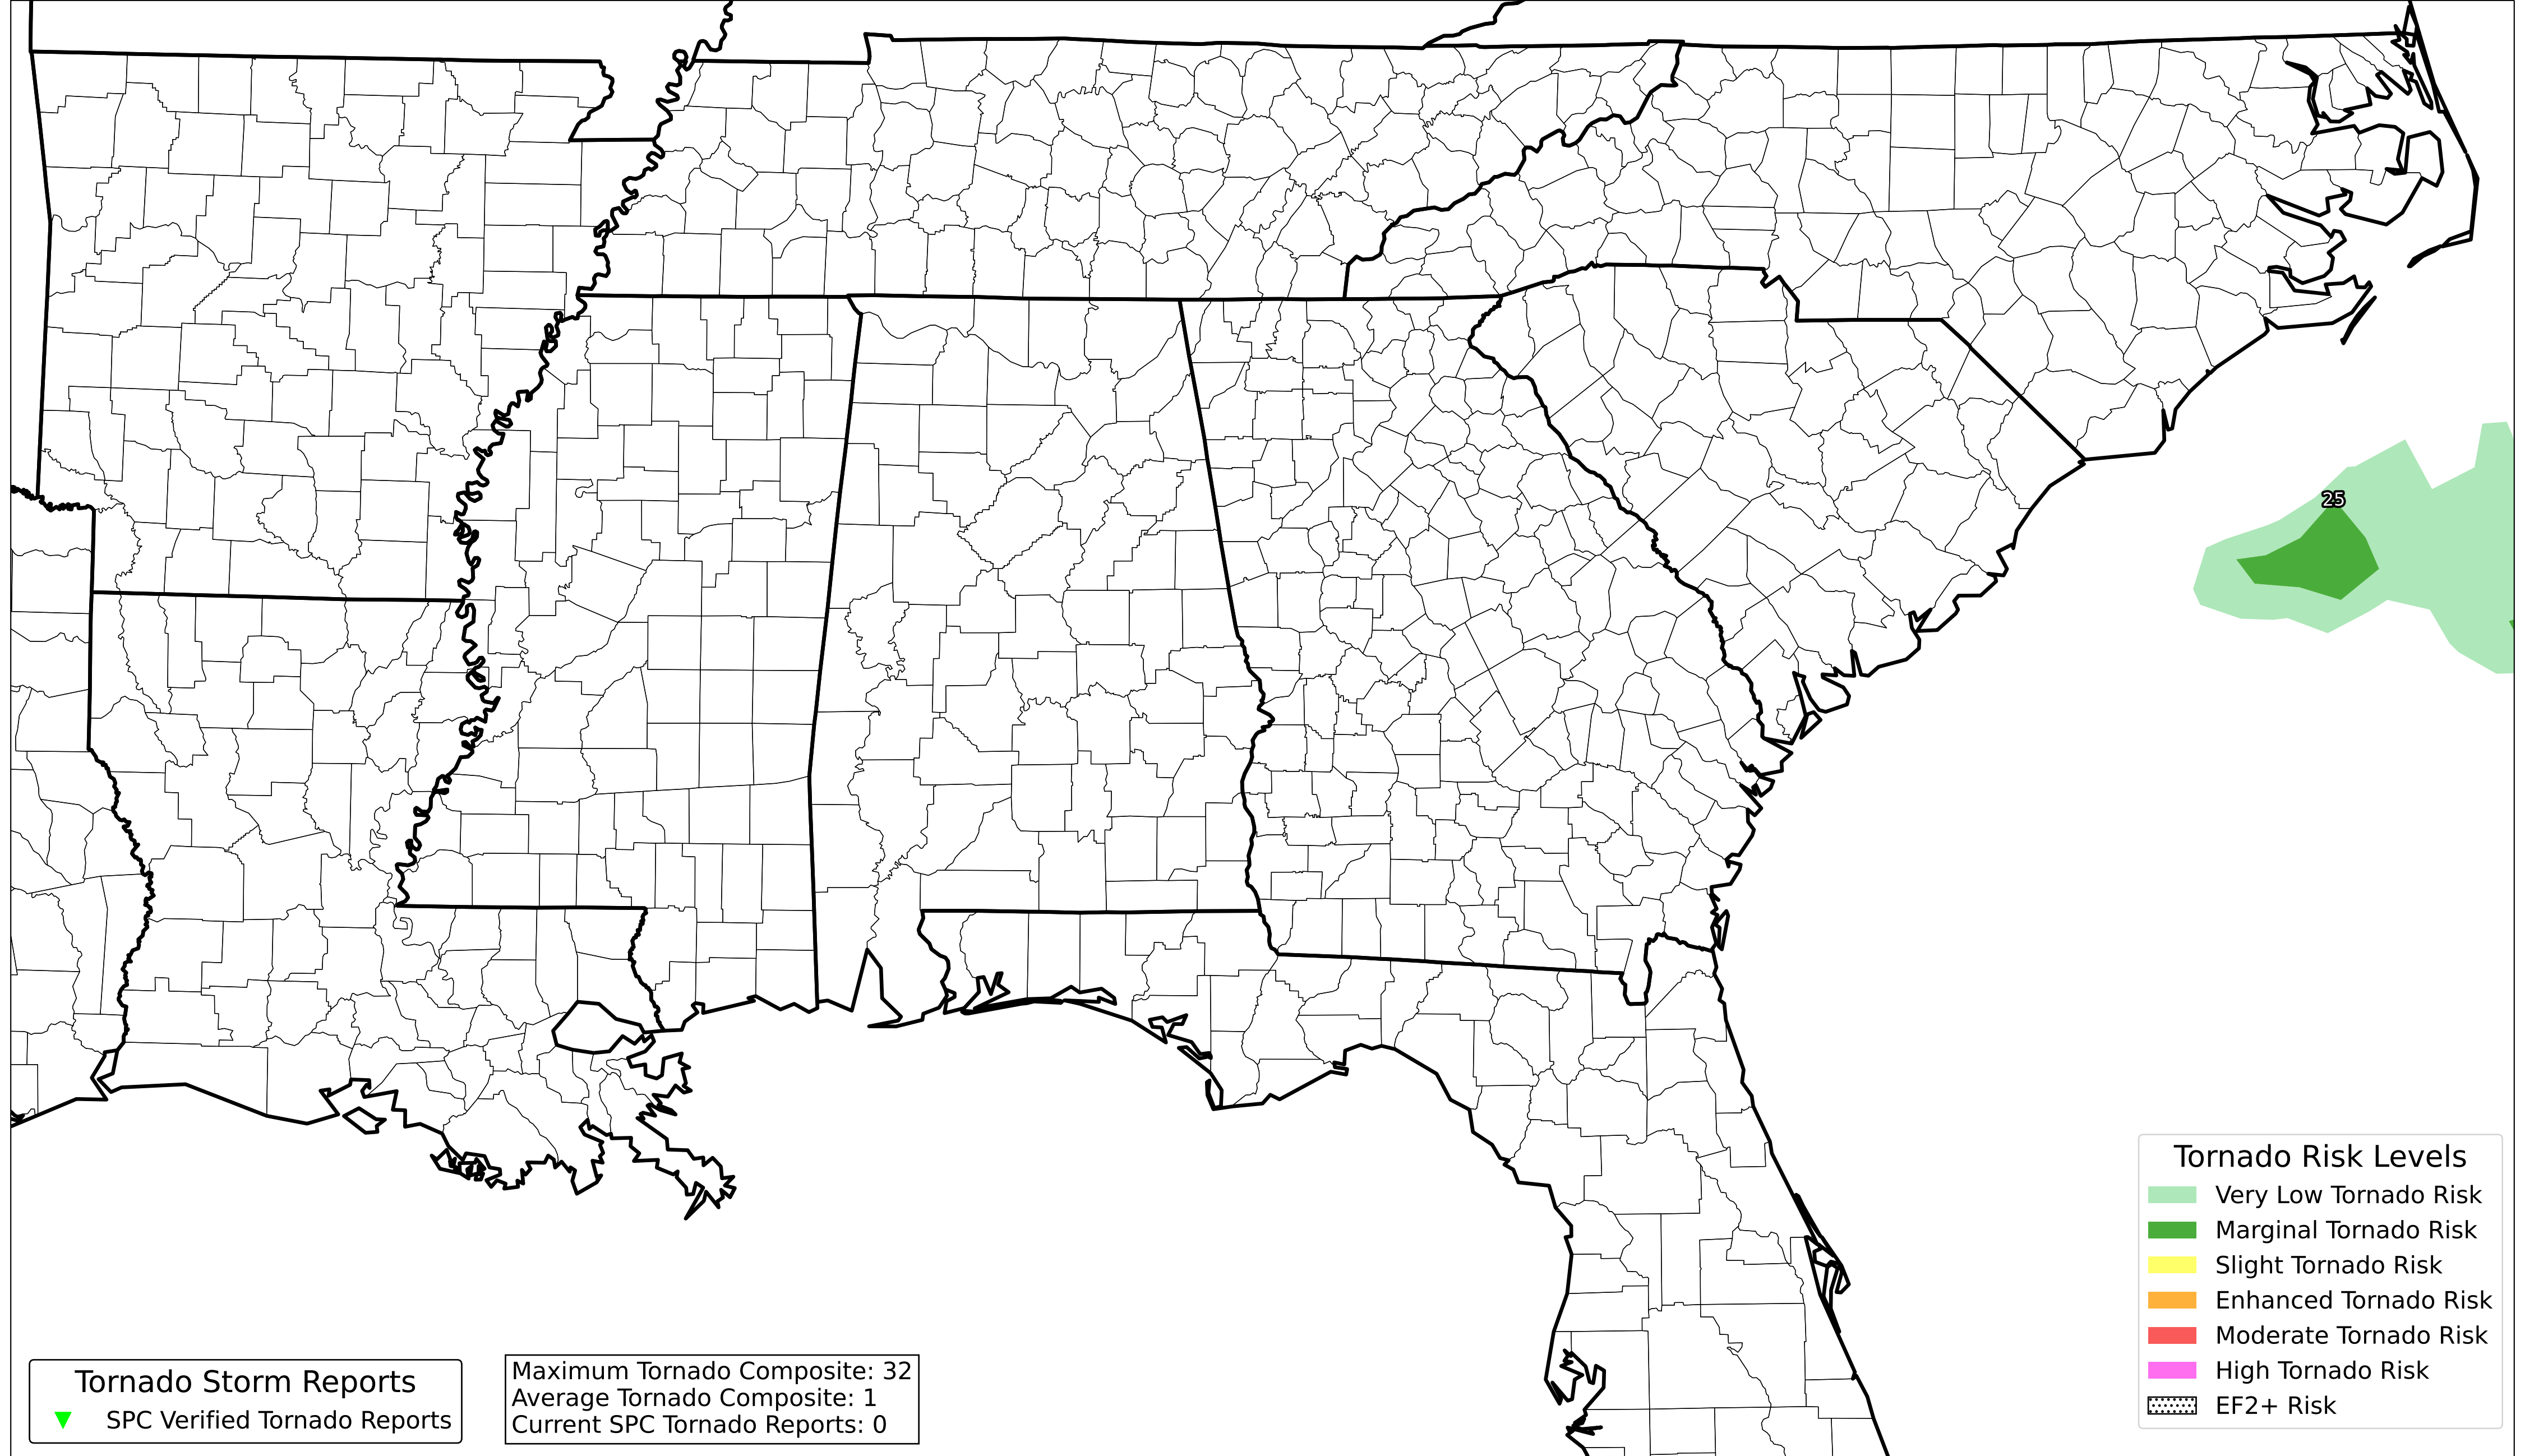 25
Tornado Risk Levels
Very Low Tornado Risk
Marginal Tornado Risk
Slight Tornado Risk
Enhanced Tornado Risk
Moderate Tornado Risk
High Tornado Risk
EF2+ Risk
Tornado Storm Reports
SPC Verified Tornado Reports
Maximum Tornado Composite: 32
Average Tornado Composite: 1
Current SPC Tornado Reports: 0